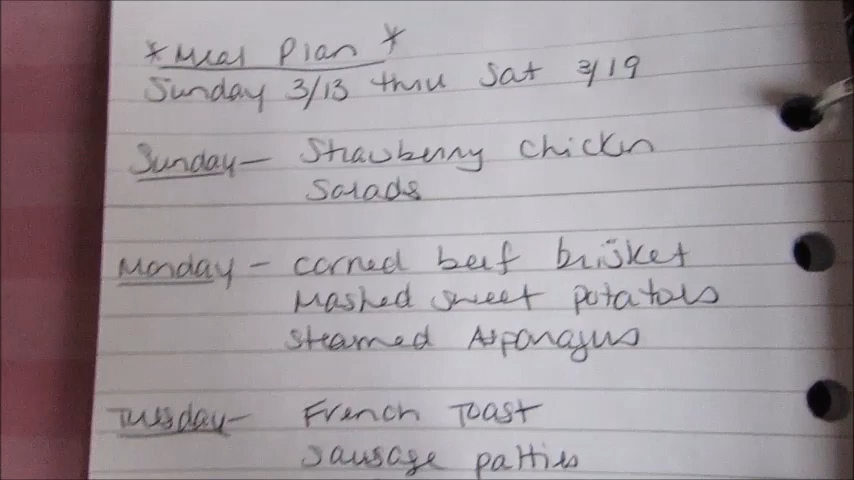 *Meal Plan*
Sunday 3/13 thru Sat 3/19
Sunday- Strawberry Chicken
Salads
Monday- corned beef brisket
Mashed sweet potatoes
Steamed Asparagus
Tuesday- French Toast
Sausage patties